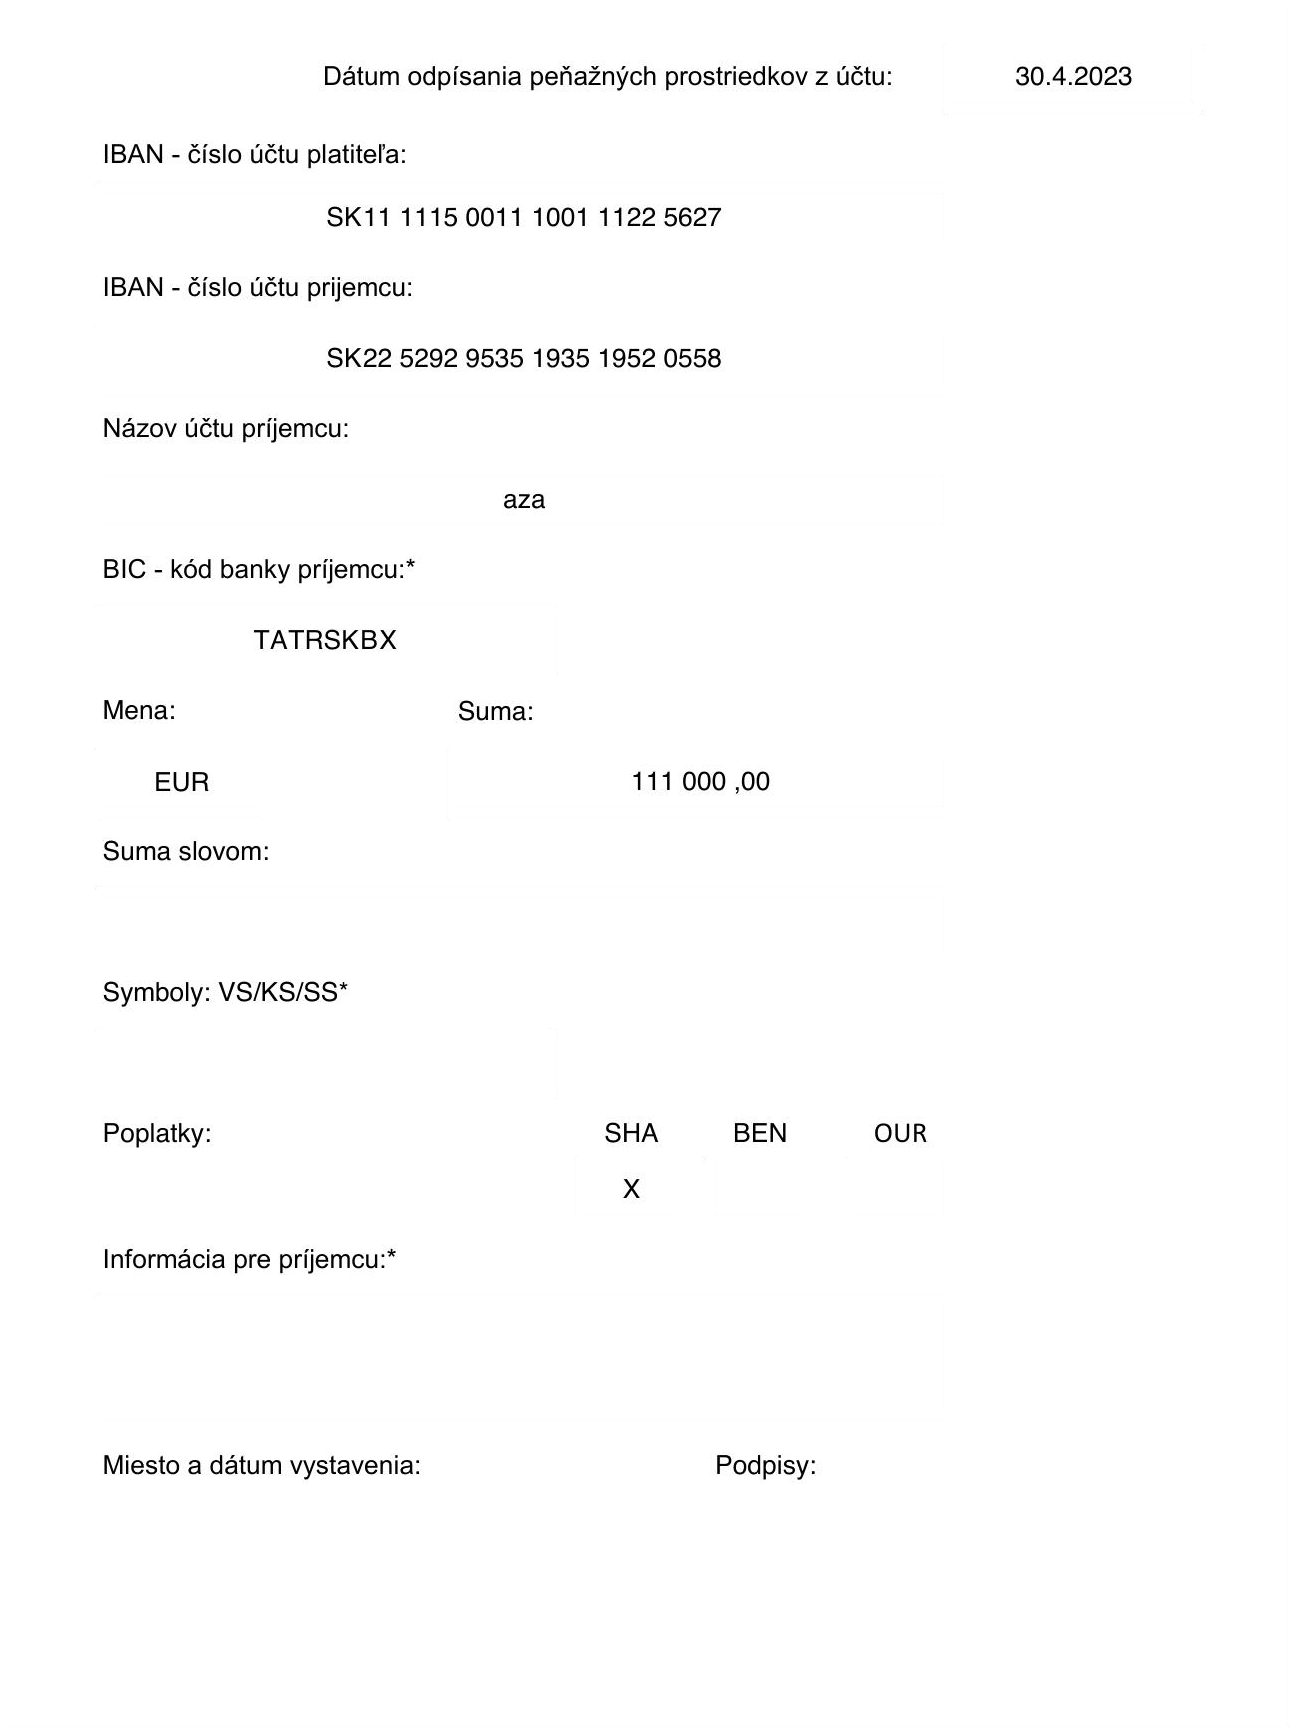 Dátum odpísania peňažných prostriedkov z účtu: 30.4.2023
IBAN - číslo účtu platiteľa:
SK11 1115 0011 1001 1122 5627
IBAN - číslo účtu prijemcu:
SK22 5292 9535 1935 1952 0558
Názov účtu príjemcu:
aza
BIC - kód banky príjemcu:*
TATRSKBX
Mena: Suma:
EUR 111 000 ,00
Suma slovom:
Symboly: VS/KS/SS*
Poplatky: SHA BEN OUR
X
Informácia pre príjemcu:*
Miesto a dátum vystavenia: Podpisy: